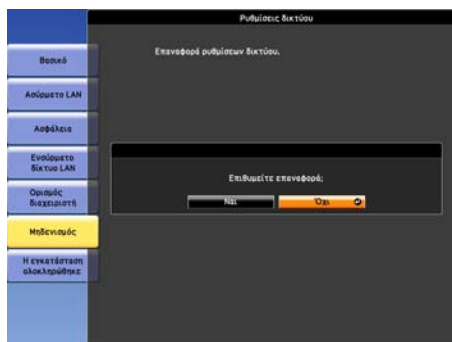 Ρυθμίσεις δικτύου
Επαναφορά ρυθμίσεων δικτύου.
Βασικό
Ασύρματο LAN
Ασφάλεια
Ενσύρματο
δίκτυο LAN
Ορισμός
διαχειριστή
Μηδενισμός
Η εγκατάσταση
ολοκληρώθηκε
Επιθυμείτε επαναφορά;
Ναι Όχι